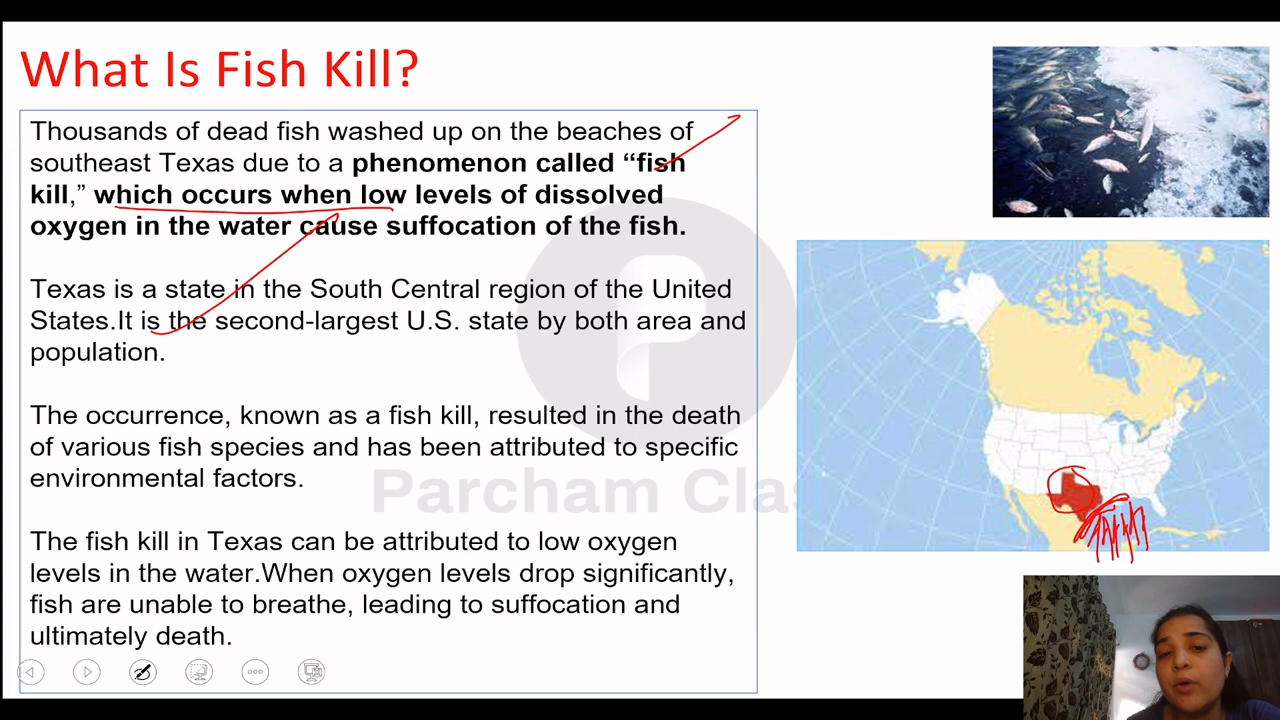 What Is Fish Kill?
Thousands of dead fish washed up on the beaches of
southeast Texas due to a phenomenon called “fish
kill,” which occurs when low levels of dissolved
oxygen in the water cause suffocation of the fish.
Texas is a state in the South Central region of the United
States.It is the second-largest U.S. state by both area and
population.
The occurrence, known as a fish kill, resulted in the death
of various fish species and has been attributed to specific
environmental factors.
The fish kill in Texas can be attributed to low oxygen
levels in the water.When oxygen levels drop significantly,
fish are unable to breathe, leading to suffocation and
ultimately death.
Parcham Clas